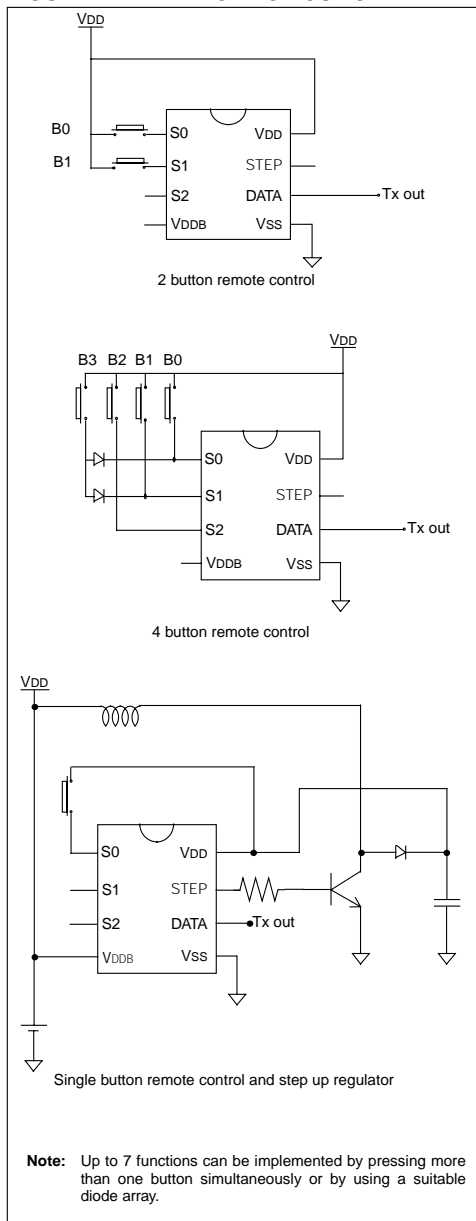 VDD
B0
S0
VDD
B1
S1
STEP
S2
DATA
Tx out
VDDB
VSS
2 button remote control
VDD
B3 B2 B1 B0
S0
VDD
S1
STEP
S2
DATA
Tx out
VDDB
VSS
4 button remote control
VDD
S0
VDD
S1
STEP
S2
DATA
Tx out
VDDB
VSS
Single button remote control and step up regulator
Note: Up to 7 functions can be implemented by pressing more
than one button simultaneously or by using a suitable
diode array.